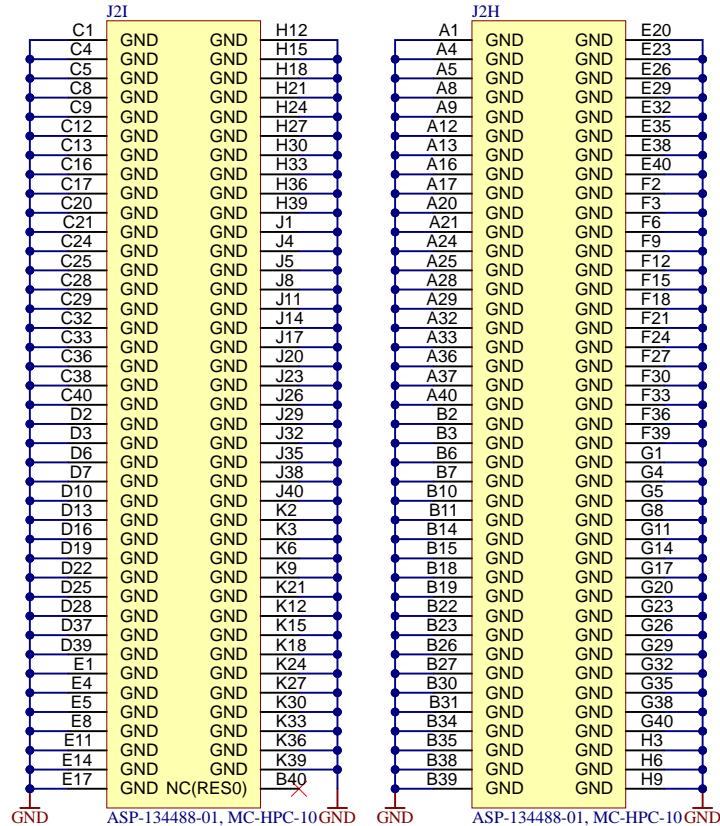 J2I
C1 GND GND H12
C4 GND GND H15
C5 GND GND H18
C8 GND GND H21
C9 GND GND H24
C12 GND GND H27
C13 GND GND H30
C16 GND GND H33
C17 GND GND H36
C20 GND GND H39
C21 GND GND J1
C24 GND GND J4
C25 GND GND J5
C28 GND GND J8
C29 GND GND J11
C32 GND GND J14
C33 GND GND J17
C36 GND GND J20
C38 GND GND J23
C40 GND GND J26
D2 GND GND J29
D3 GND GND J32
D6 GND GND J35
D7 GND GND J38
D10 GND GND J40
D13 GND GND K2
D16 GND GND K3
D19 GND GND K6
D22 GND GND K9
D25 GND GND K21
D28 GND GND K12
D37 GND GND K15
D39 GND GND K18
E1 GND GND K24
E4 GND GND K27
E5 GND GND K30
E8 GND GND K33
E11 GND GND K36
E14 GND GND K39
E17 GND NC(RES0) B40
GND ASP-134488-01, MC-HPC-10 GND
J2H
A1 GND GND E20
A4 GND GND E23
A5 GND GND E26
A8 GND GND E29
A9 GND GND E32
A12 GND GND E35
A13 GND GND E38
A16 GND GND E40
A17 GND GND F2
A20 GND GND F3
A21 GND GND F6
A24 GND GND F9
A25 GND GND F12
A28 GND GND F15
A29 GND GND F18
A32 GND GND F21
A33 GND GND F24
A36 GND GND F27
A37 GND GND F30
A40 GND GND F33
B2 GND GND F36
B3 GND GND F39
B6 GND GND G1
B7 GND GND G4
B10 GND GND G5
B11 GND GND G8
B14 GND GND G11
B15 GND GND G14
B18 GND GND G17
B19 GND GND G20
B22 GND GND G23
B23 GND GND G26
B26 GND GND G29
B27 GND GND G32
B30 GND GND G35
B31 GND GND G38
B34 GND GND G40
B35 GND GND H3
B38 GND GND H6
B39 GND GND H9
GND ASP-134488-01, MC-HPC-10 GND